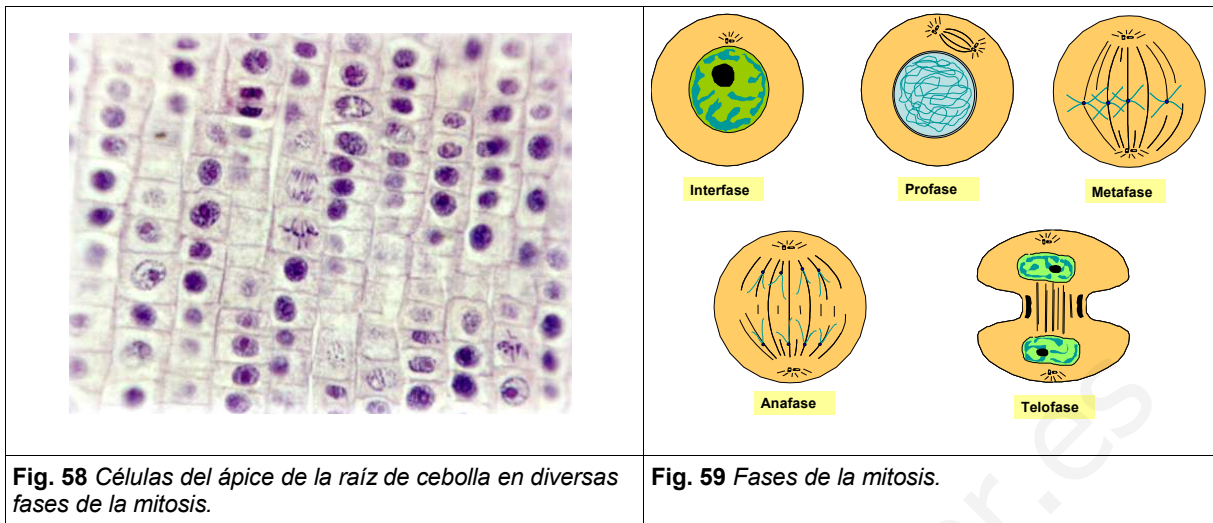 Interfase
Profase
Metafase
Anafase
Telofase
Fig. 58 Células del ápice de la raíz de cebolla en diversas
fases de la mitosis.
Fig. 59 Fases de la mitosis.